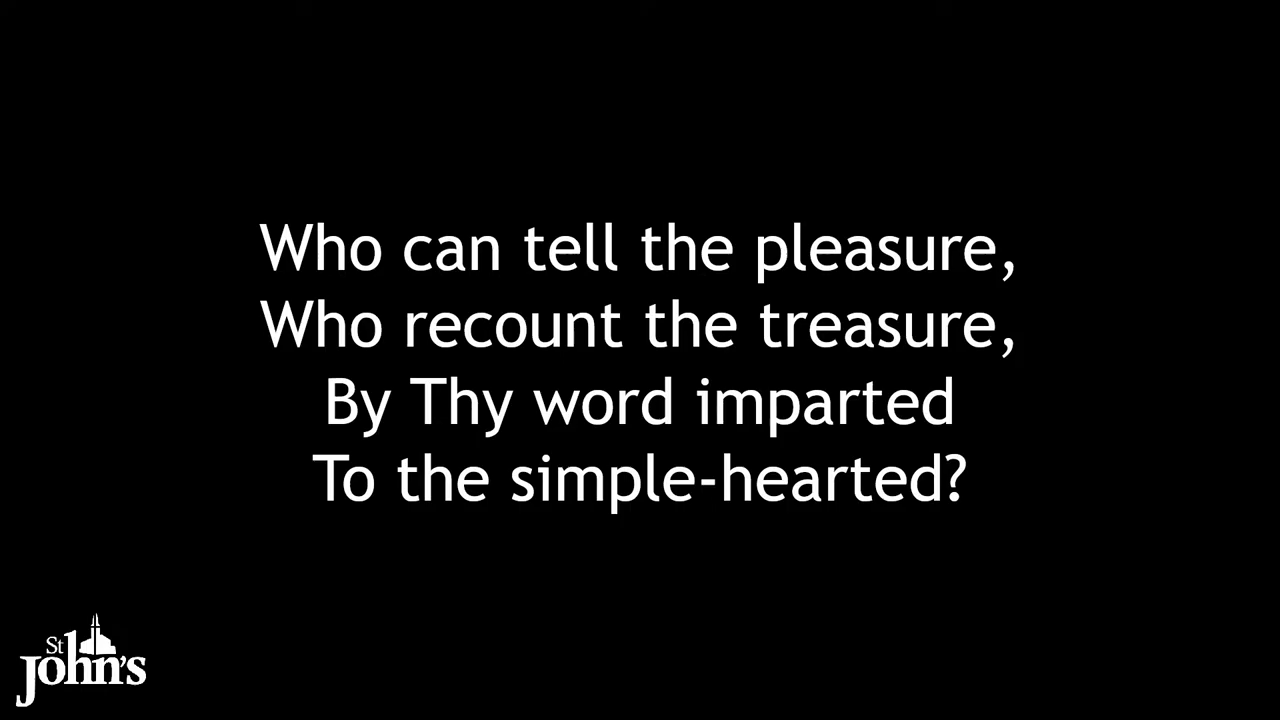 Who can tell the pleasure,
Who recount the treasure,
By Thy word imparted
To the simple-hearted?
St
John's